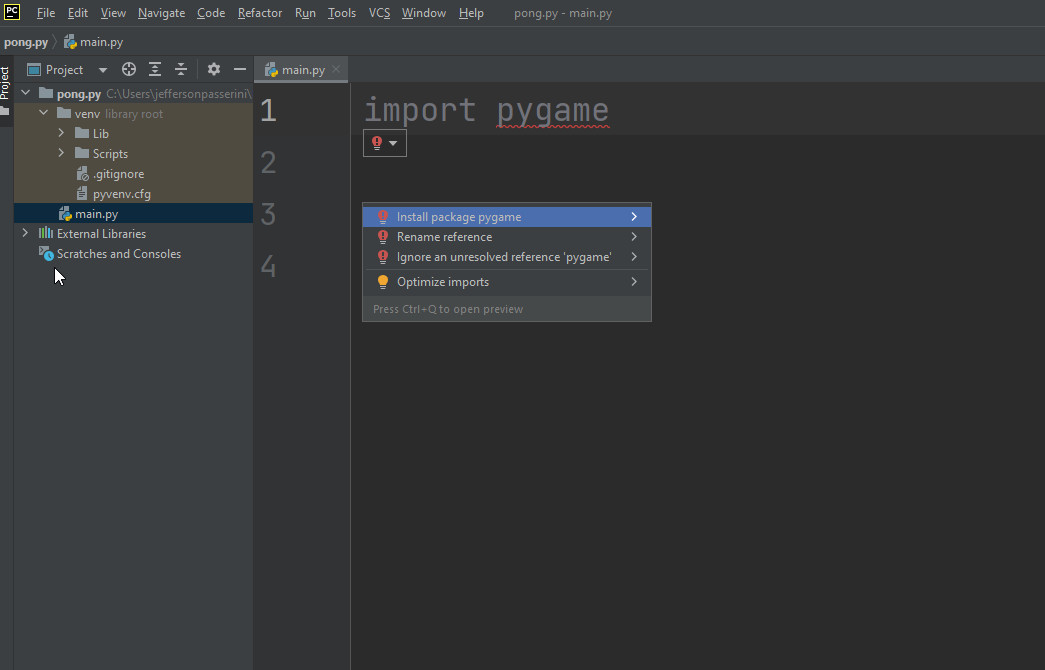 PC File Edit View Navigate Code Refactor Run Tools VCS Window Help pong.py - main.py
pong.py main.py
Project
Project
main.py
pong.py C:\Users\jeffersonpasserini\
venv library root
Lib
Scripts
.gitignore
pyvenv.cfg
main.py
External Libraries
Scratches and Consoles
1 import pygame
2
3
4
Install package pygame
Rename reference
Ignore an unresolved reference 'pygame'
Optimize imports
Press Ctrl+Q to open preview